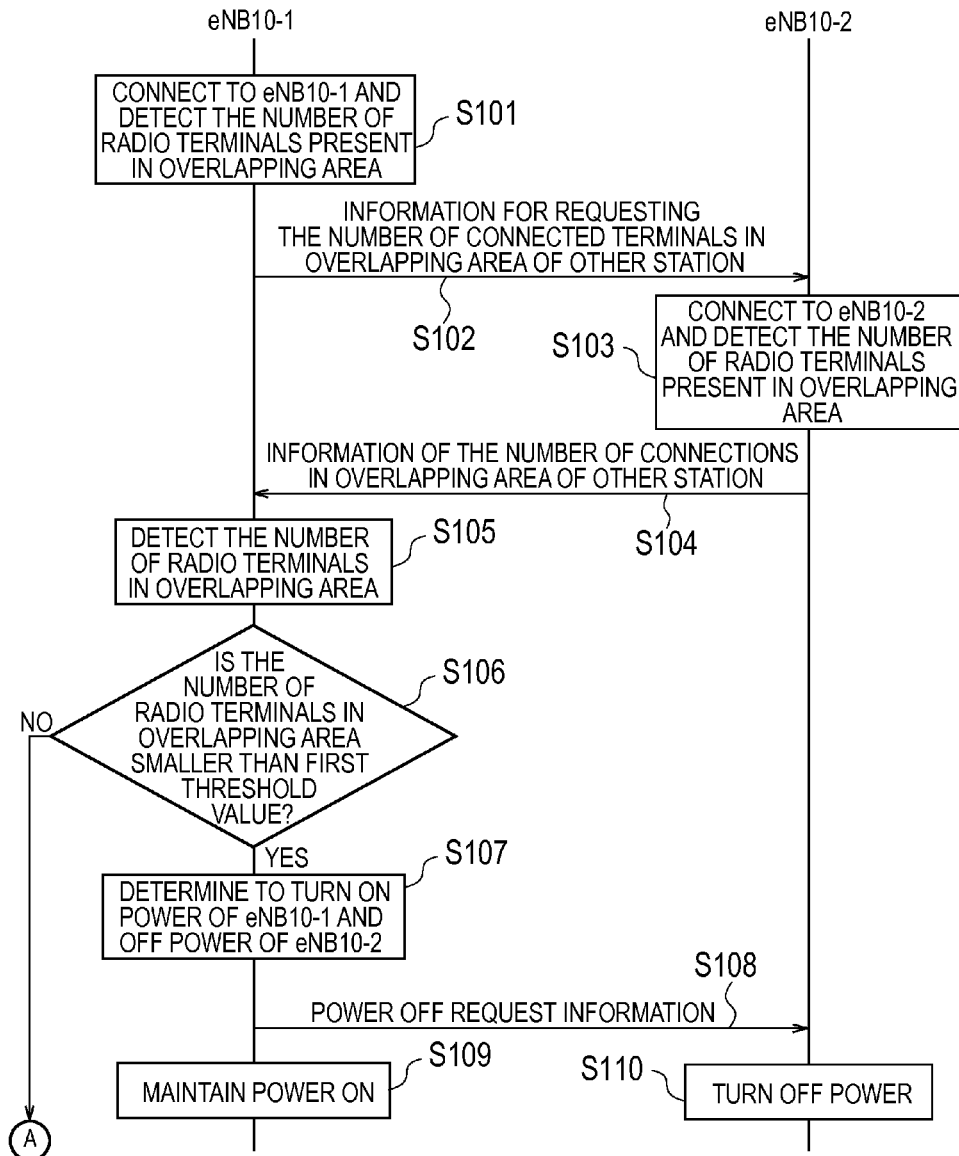 eNB10-1
eNB10-2
CONNECT TO eNB10-1 AND
DETECT THE NUMBER OF
RADIO TERMINALS PRESENT
IN OVERLAPPING AREA
S101
INFORMATION FOR REQUESTING
THE NUMBER OF CONNECTED TERMINALS IN
OVERLAPPING AREA OF OTHER STATION
S102
CONNECT TO eNB10-2
AND DETECT THE NUMBER
OF RADIO TERMINALS
PRESENT IN OVERLAPPING
AREA
S103
INFORMATION OF THE NUMBER OF CONNECTIONS
IN OVERLAPPING AREA OF OTHER STATION
S104
DETECT THE NUMBER
OF RADIO TERMINALS
IN OVERLAPPING AREA
S105
IS THE
NUMBER OF
RADIO TERMINALS IN
OVERLAPPING AREA
SMALLER THAN FIRST
THRESHOLD
VALUE?
S106
NO
YES
DETERMINE TO TURN ON
POWER OF eNB10-1 AND
OFF POWER OF eNB10-2
S107
POWER OFF REQUEST INFORMATION
S108
MAINTAIN POWER ON
S109
TURN OFF POWER
S110
A